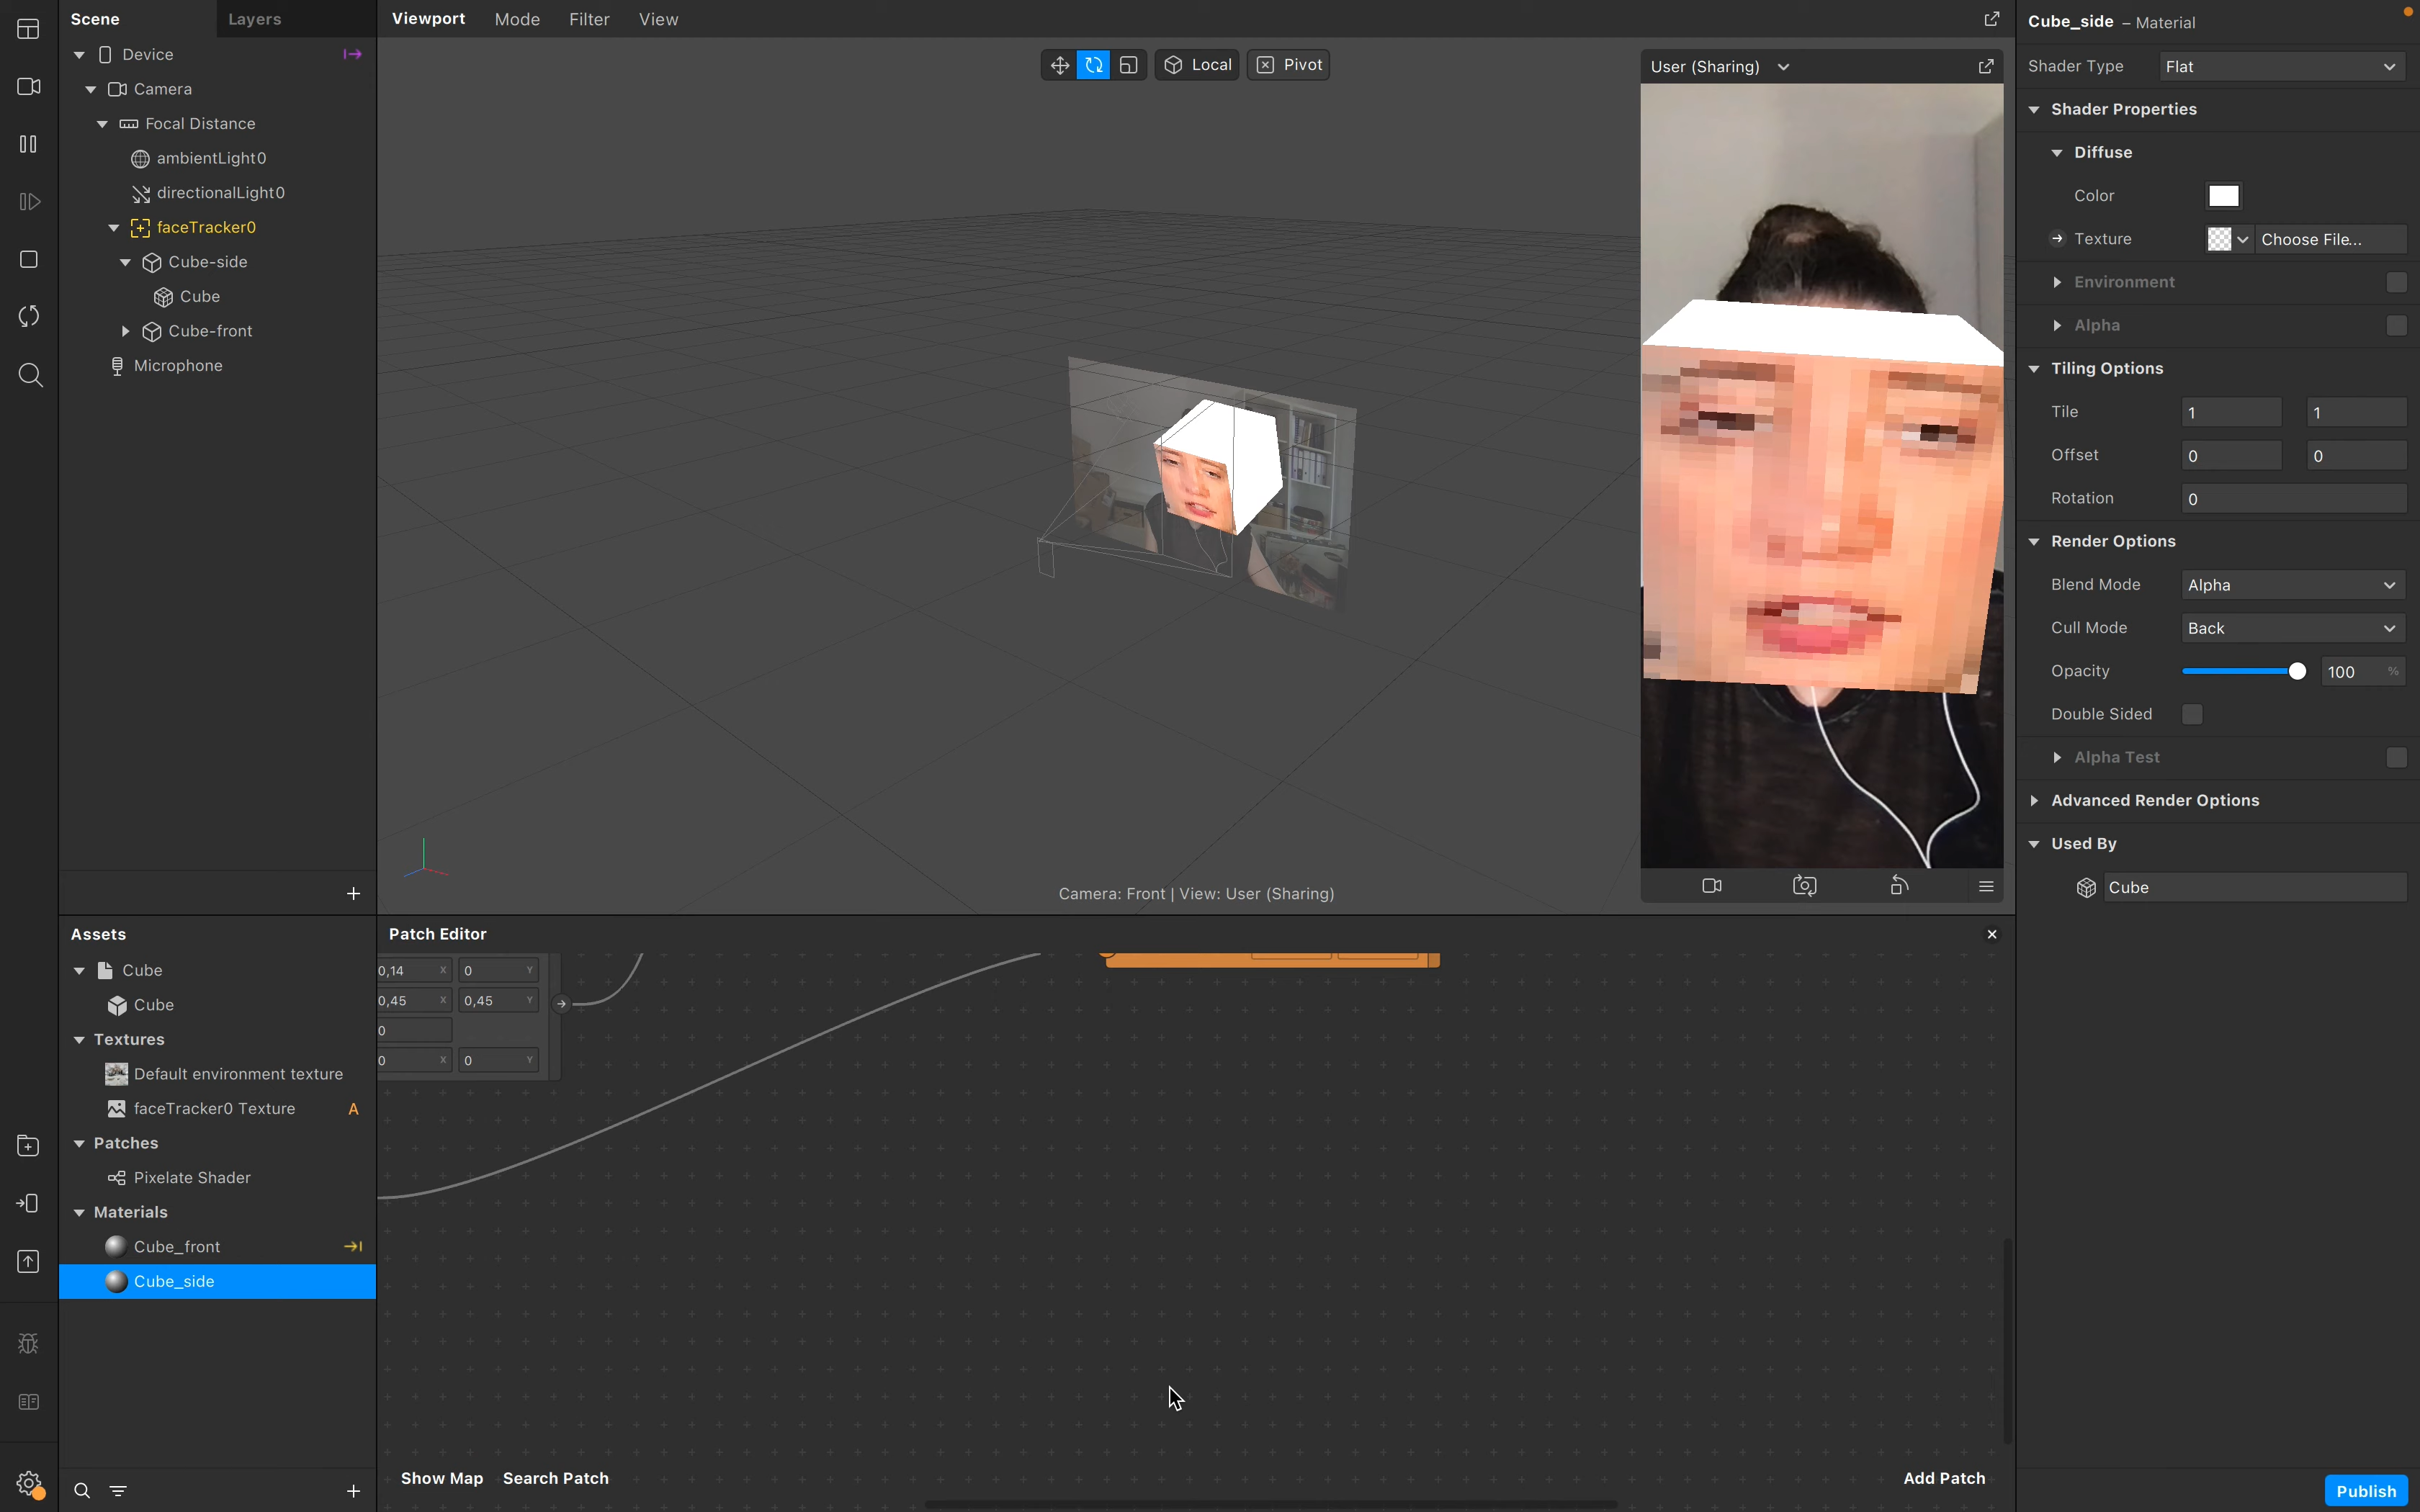 Scene
Layers
Device
Camera
Focal Distance
ambientLight0
directionalLight0
faceTracker0
Cube-side
Cube
Cube-front
Microphone
Viewport
Mode
Filter
View
Local
Pivot
User (Sharing)
Camera: Front | View: User (Sharing)
Cube_side – Material
Shader Type
Flat
Shader Properties
Diffuse
Color
Texture
Choose File...
Environment
Alpha
Tiling Options
Tile
1
1
Offset
0
0
Rotation
0
Render Options
Blend Mode
Alpha
Cull Mode
Back
Opacity
100 %
Double Sided
Alpha Test
Advanced Render Options
Used By
Cube
Assets
Cube
Cube
Textures
Default environment texture
faceTracker0 Texture A
Patches
Pixelate Shader
Materials
Cube_front
Cube_side
Patch Editor
0,14 X 0 Y
0,45 X 0,45 Y
0
0 X 0 Y
Show Map
Search Patch
Add Patch
Publish